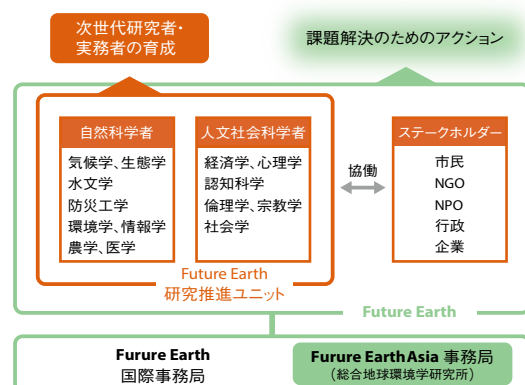 次世代研究者・
実務者の育成
課題解決のためのアクション
自然科学者
気候学、生態学
水文学
防災工学
環境学、情報学
農学、医学
人文社会科学者
経済学、心理学
認知科学
倫理学、宗教学
社会学
協働
ステークホルダー
市民
NGO
NPO
行政
企業
Future Earth
研究推進ユニット
Future Earth
Furure Earth
国際事務局
Furure EarthAsia 事務局
（総合地球環境学研究所）